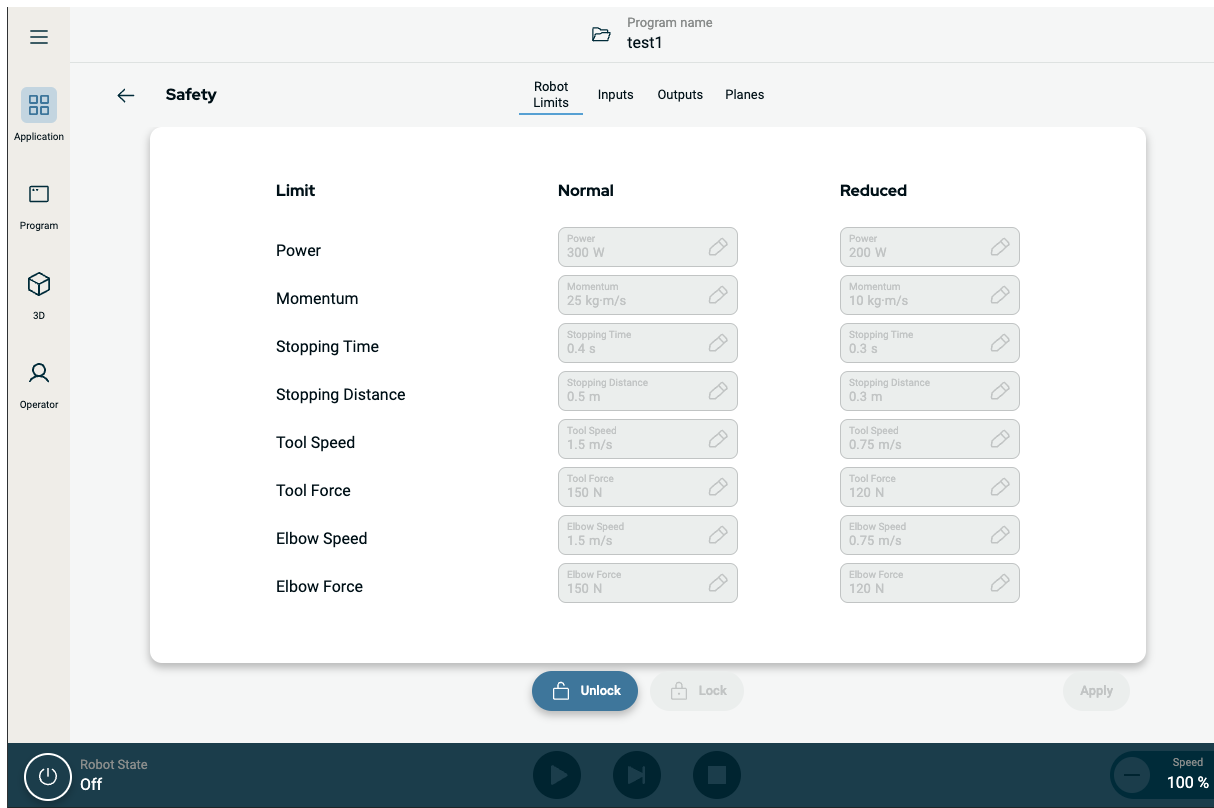 Program name
test1
Application
Program
3D
Operator
Safety
Robot
Limits
Inputs
Outputs
Planes
Limit Normal Reduced
Power
Power
300 W
Power
200 W
Momentum
Momentum
25 kg·m/s
Momentum
10 kg·m/s
Stopping Time
Stopping Time
0.4 s
Stopping Time
0.3 s
Stopping Distance
Stopping Distance
0.5 m
Stopping Distance
0.3 m
Tool Speed
Tool Speed
1.5 m/s
Tool Speed
0.75 m/s
Tool Force
Tool Force
150 N
Tool Force
120 N
Elbow Speed
Elbow Speed
1.5 m/s
Elbow Speed
0.75 m/s
Elbow Force
Elbow Force
150 N
Elbow Force
120 N
Unlock
Lock
Apply
Robot State
Off
Speed
100 %